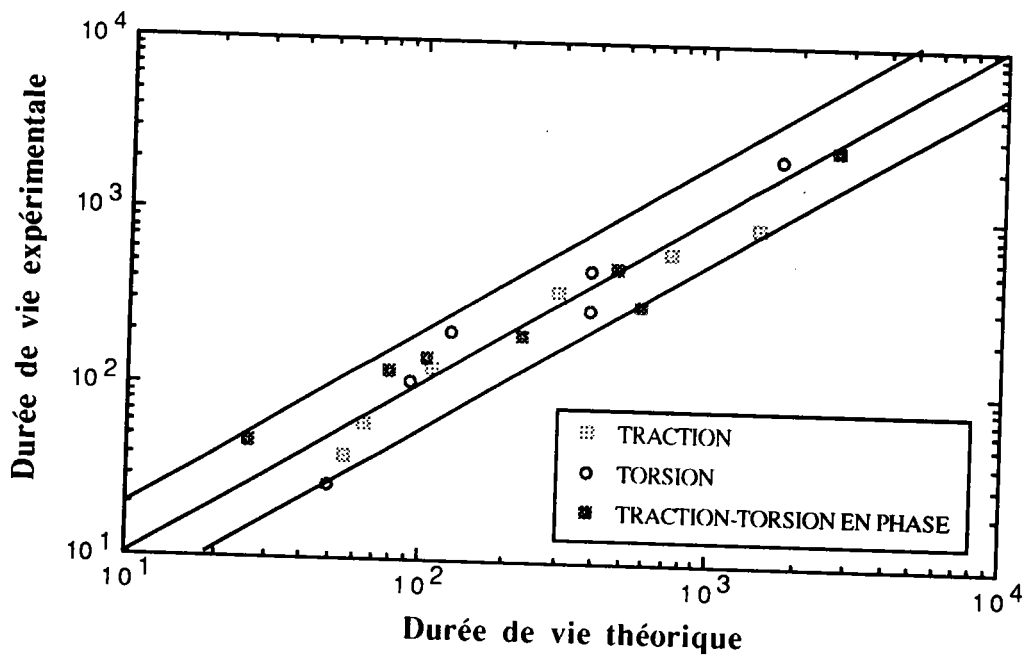 10^4
Durée de vie expérimentale
10^3
10^2
10^1
TRACTION
TORSION
TRACTION-TORSION EN PHASE
10^1 10^2 10^3 10^4
Durée de vie théorique